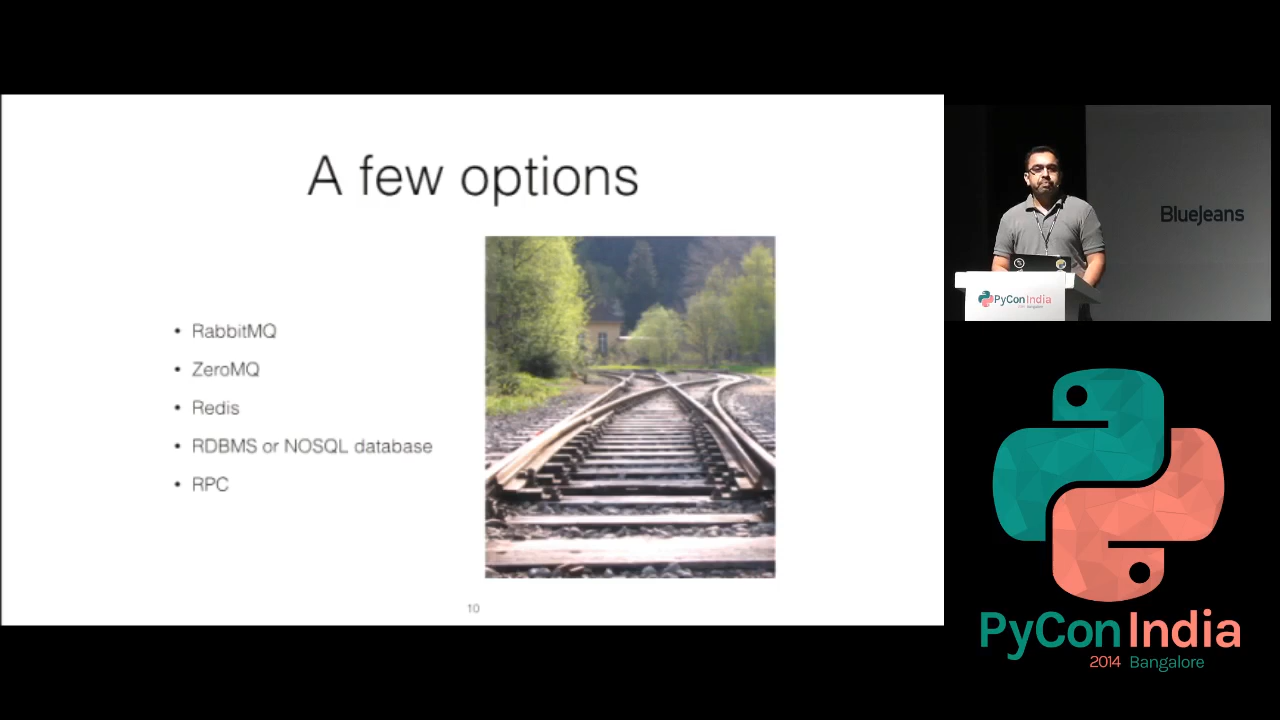 A few options
• RabbitMQ
• ZeroMQ
• Redis
• RDBMS or NOSQL database
• RPC
10
BlueJeans
PyCon India
PyCon India
2014 Bangalore